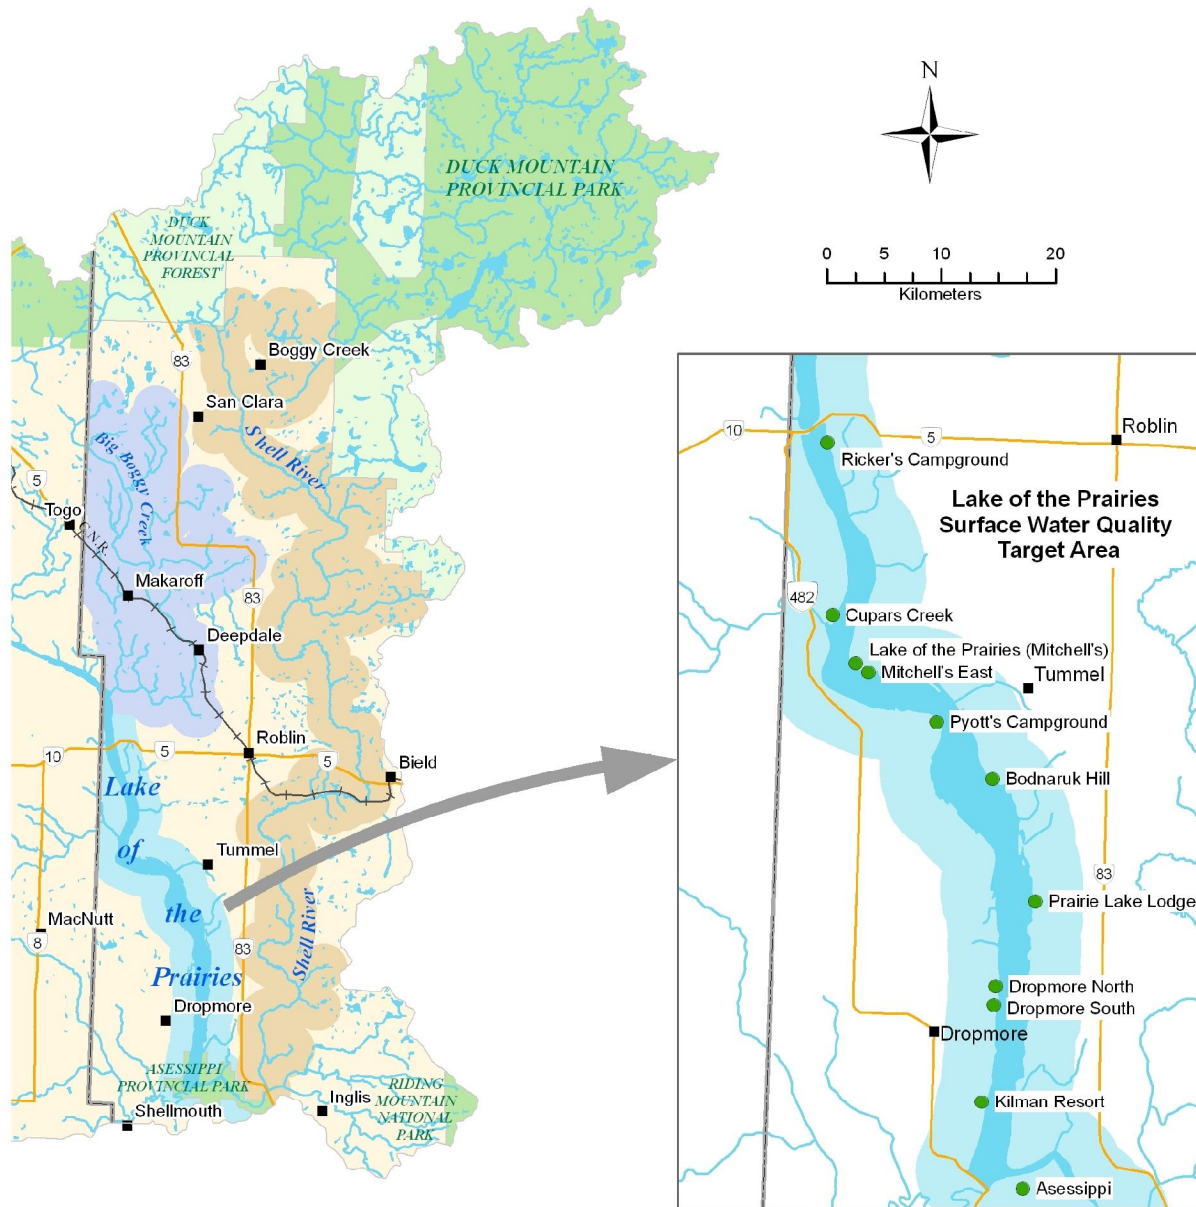 N
DUCK MOUNTAIN
PROVINCIAL PARK
DUCK
MOUNTAIN
PROVINCIAL
FOREST
0 5 10 20
Kilometers
83
Boggy Creek
San Clara
Big Boggy Creek
Shell River
5
Togo
C.N.R.
Makaroff
83
Deepdale
Roblin
10
5
5
Bield
Lake
of
the
Prairies
Tummel
MacNutt
8
83
Shell River
Dropmore
ASESSIPPI
PROVINCIAL PARK
Shellmouth
Inglis
RIDING
MOUNTAIN
NATIONAL
PARK
10
5
Roblin
Ricker's Campground
Lake of the Prairies
Surface Water Quality
Target Area
482
Cupars Creek
Lake of the Prairies (Mitchell's)
Mitchell's East
Tummel
Pyott's Campground
Bodnaruk Hill
83
Prairie Lake Lodge
Dropmore North
Dropmore South
Dropmore
Kilman Resort
Asessippi